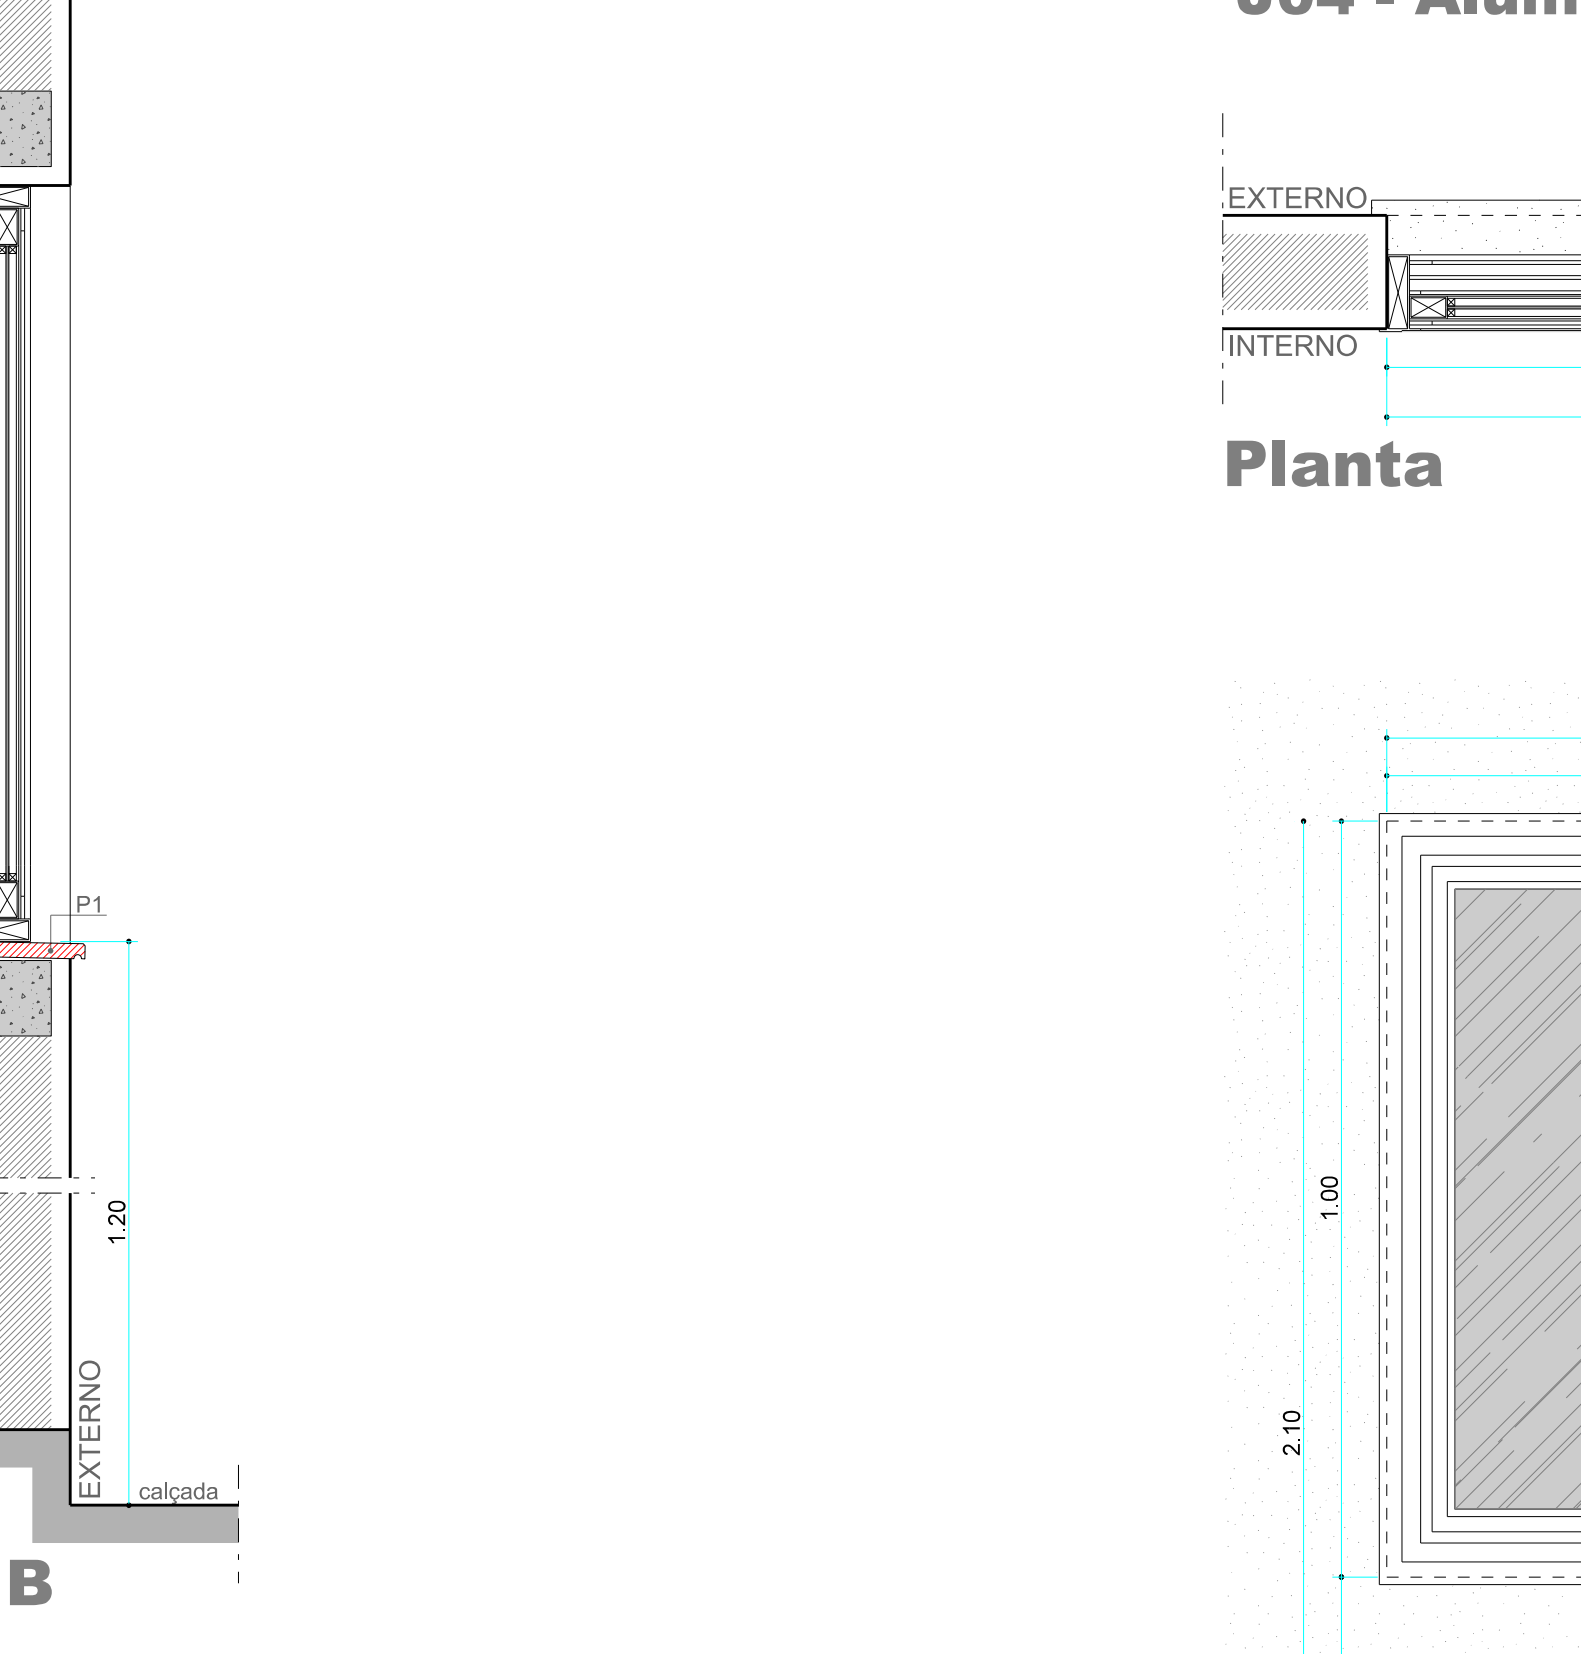 P1
1.20
EXTERNO
calçada
B
EXTERNO
INTERNO
Planta
1.00
2.10